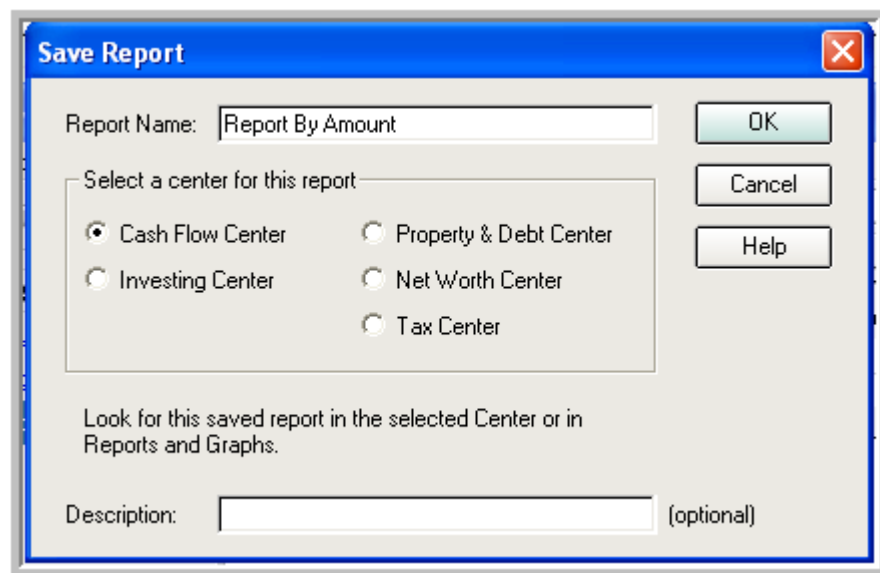 Save Report
Report Name: Report By Amount
OK
Select a center for this report
Cancel
Cash Flow Center
Property & Debt Center
Help
Investing Center
Net Worth Center
Tax Center
Look for this saved report in the selected Center or in
Reports and Graphs.
Description:
(optional)